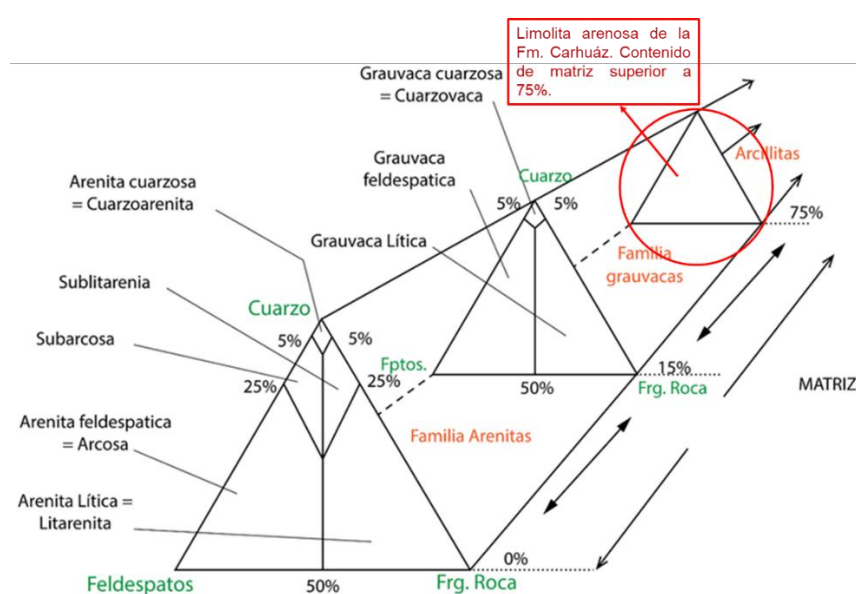 Limolita arenosa de la
Fm. Carhuáz. Contenido
de matriz superior a
75%.
Grauvaca cuarzosa
= Cuarzovaca
Grauvaca
feldespatica
Cuarzo
5%
5%
Arcillitas
75%
Arenita cuarzosa
= Cuarzoarenita
Grauvaca Lítica
Familia
grauvacas
Sublitarenia
Cuarzo
Subarcosa
5%
5%
25%
25%
Fptos.
50%
15%
Frg. Roca
MATRIZ
Arenita feldespatica
= Arcosa
Familia Arenitas
Arenita Lítica =
Litarenita
0%
Feldespatos
50%
Frg. Roca